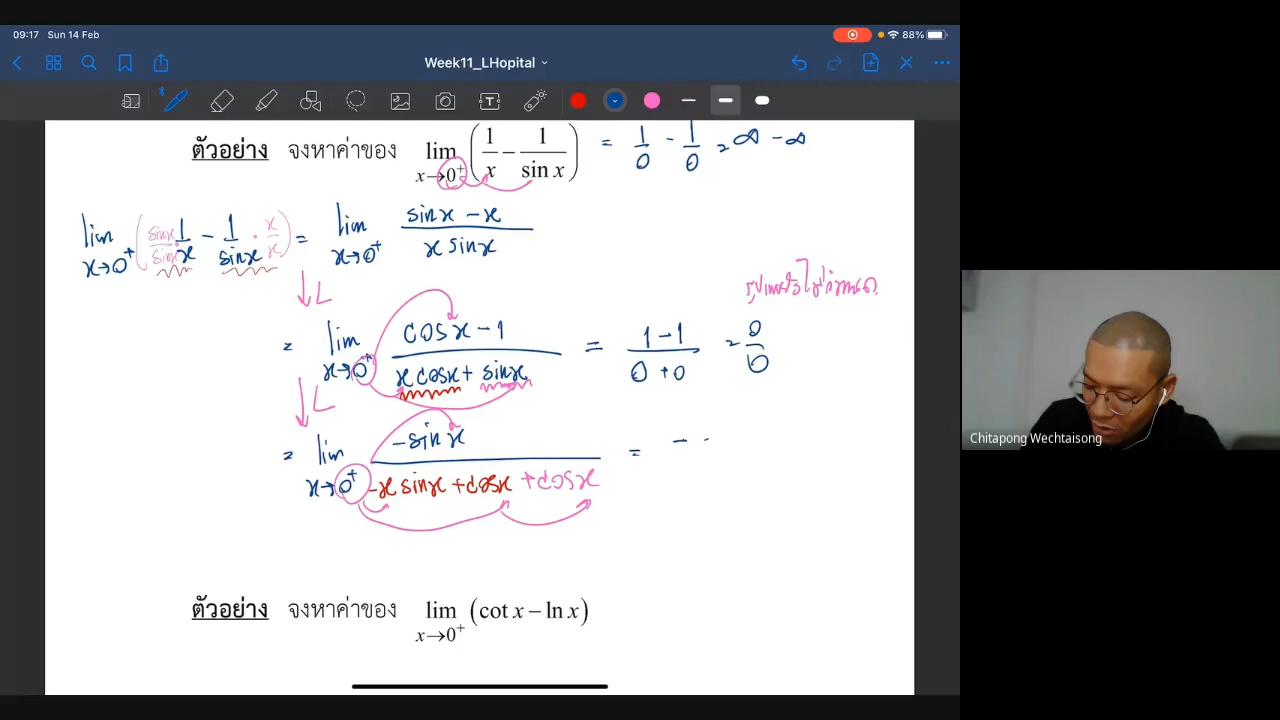 09:17 Sun 14 Feb 88%
Week11_LHopital
ตัวอย่าง จงหาค่าของ lim x→0⁺ (1/x − 1/sin x) = 1/0 − 1/0 = ∞ − ∞
lim x→0⁺ (sinx/sinx · 1/x − 1/sinx · x/x) = lim x→0⁺ (sinx − x)/(x sinx)
↓L
= lim x→0⁺ (cosx − 1)/(x cosx + sinx) = (1 − 1)/(0 + 0) = 0/0
↓L
= lim x→0⁺ (−sinx)/(−x sinx + cosx + cosx) = −
Chitapong Wechtaisong
ตัวอย่าง จงหาค่าของ lim x→0⁺ (cot x − ln x)